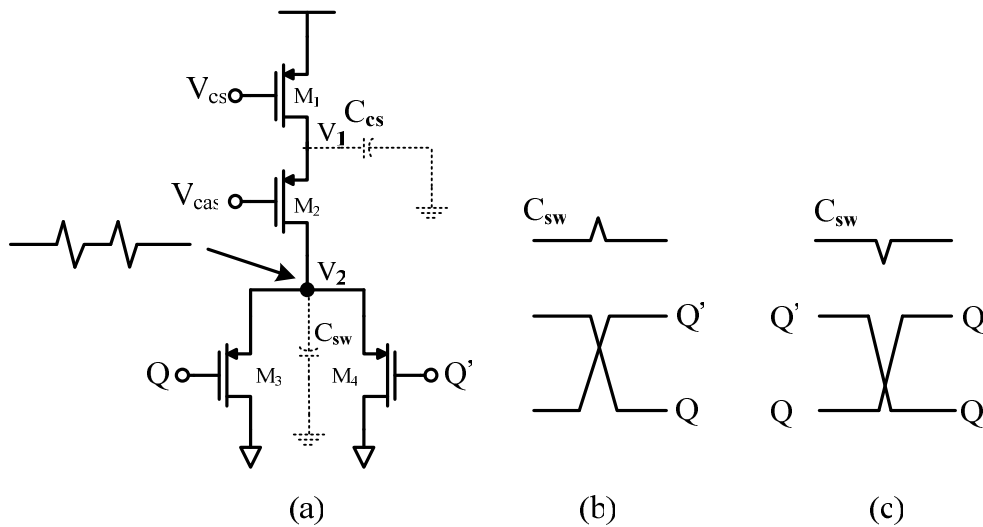 V_cs
M_1
C_cs
V_1
V_cas
M_2
V_2
C_sw
Q
M_3
M_4
Q'
(a)
C_sw
Q'
Q
(b)
C_sw
Q' Q
Q Q'
(c)